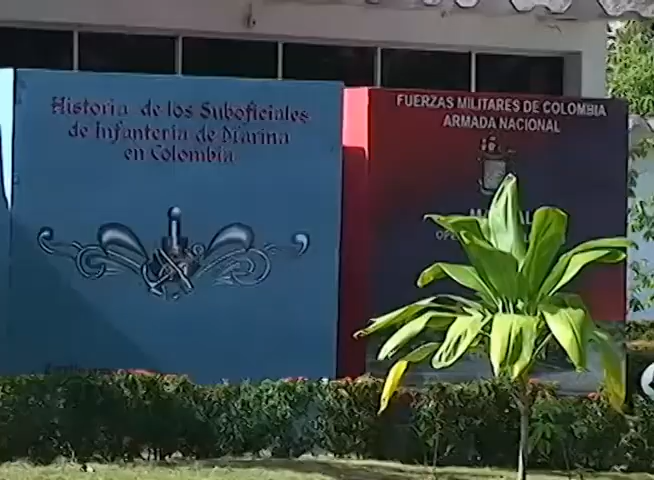 Historia de los Suboficiales
de Infantería de Marina
en Colombia
FUERZAS MILITARES DE COLOMBIA
ARMADA NACIONAL